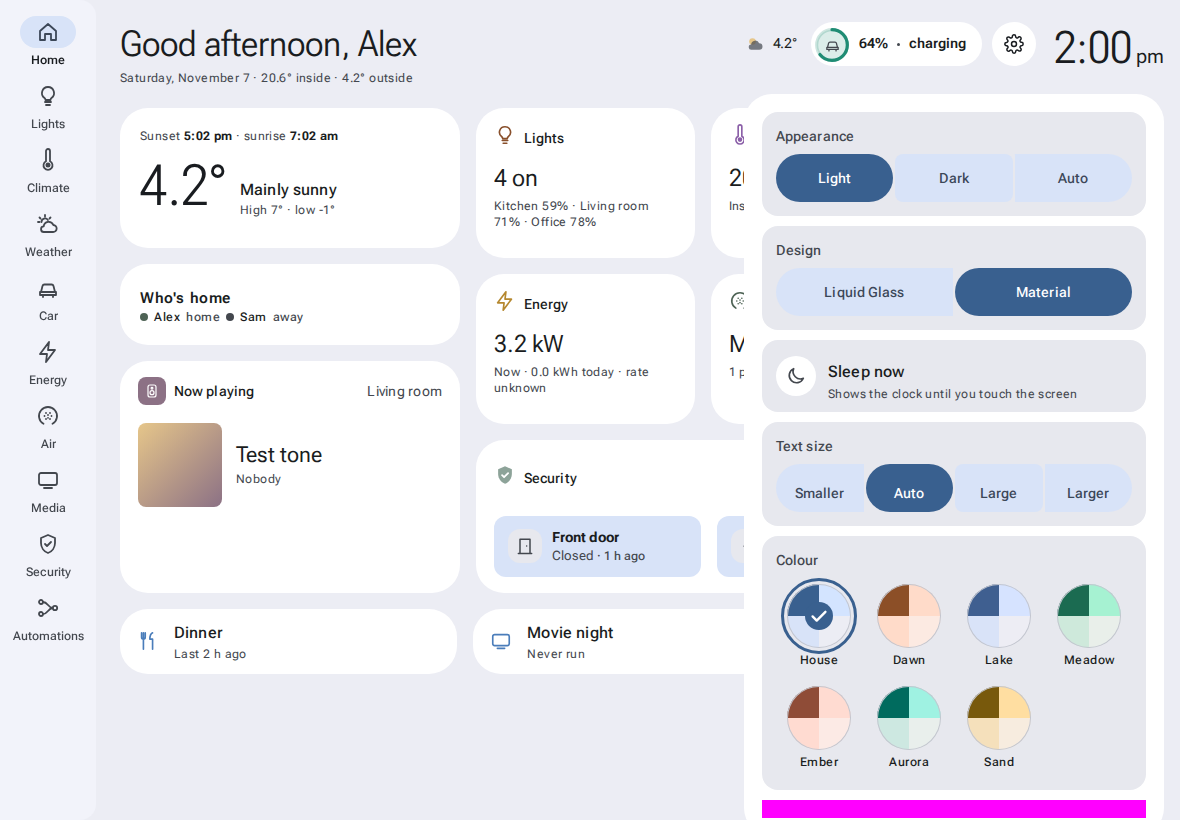 Home
Lights
Climate
Weather
Car
Energy
Air
Media
Security
Automations
Good afternoon, Alex
Saturday, November 7 · 20.6° inside · 4.2° outside
4.2°
64% · charging
2:00 pm
Sunset 5:02 pm · sunrise 7:02 am
4.2°
Mainly sunny
High 7° · low -1°
Who's home
Alex home Sam away
Now playing
Living room
Test tone
Nobody
Lights
4 on
Kitchen 59% · Living room
71% · Office 78%
Energy
3.2 kW
Now · 0.0 kWh today · rate
unknown
Security
Front door
Closed · 1 h ago
Dinner
Last 2 h ago
Movie night
Never run
Appearance
Light
Dark
Auto
Design
Liquid Glass
Material
Sleep now
Shows the clock until you touch the screen
Text size
Smaller
Auto
Large
Larger
Colour
House
Dawn
Lake
Meadow
Ember
Aurora
Sand